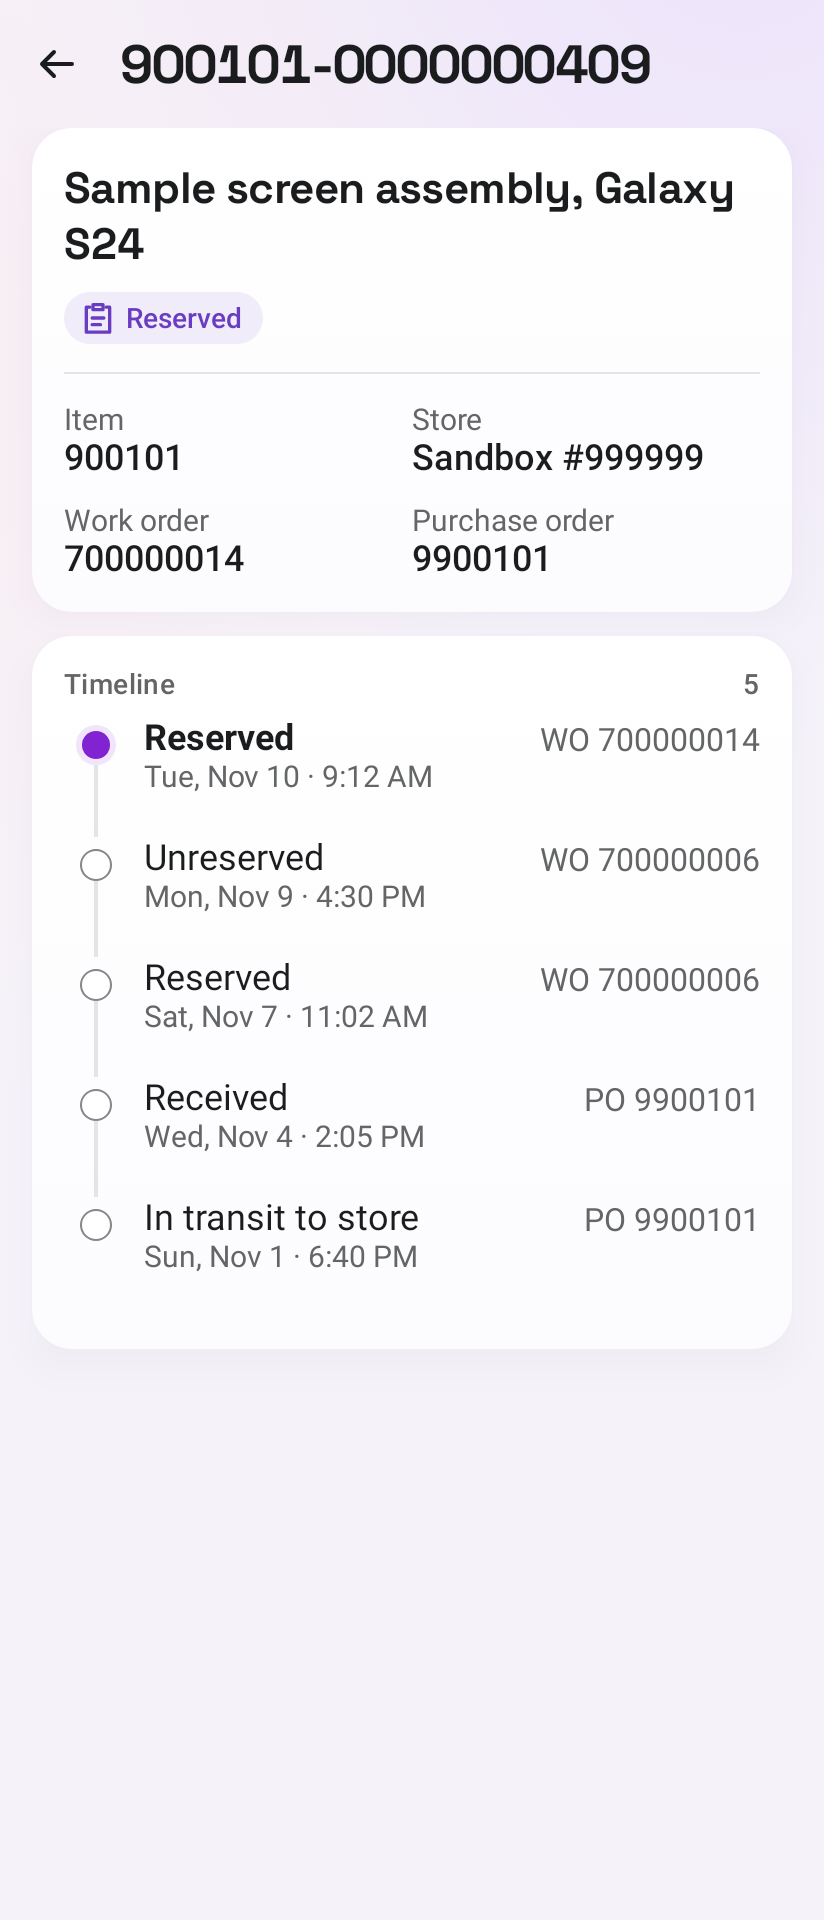 900101-0000000409
Sample screen assembly, Galaxy
S24
Reserved
Item
900101
Store
Sandbox #999999
Work order
700000014
Purchase order
9900101
Timeline 5
Reserved WO 700000014
Tue, Nov 10 · 9:12 AM
Unreserved WO 700000006
Mon, Nov 9 · 4:30 PM
Reserved WO 700000006
Sat, Nov 7 · 11:02 AM
Received PO 9900101
Wed, Nov 4 · 2:05 PM
In transit to store PO 9900101
Sun, Nov 1 · 6:40 PM